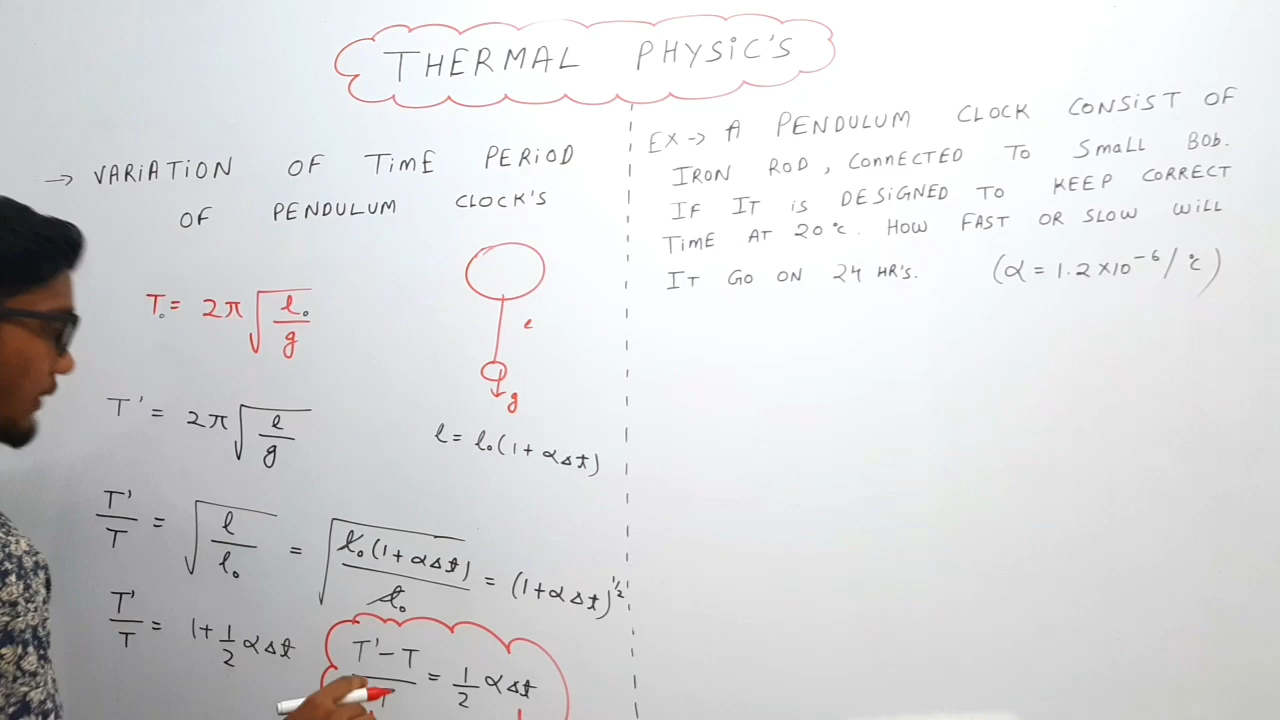 THERMAL PHYSIC'S
→ VARIATION OF TIME PERIOD
OF PENDULUM CLOCK'S
T₀ = 2π√(l₀/g)
l
g
T' = 2π√(l/g)
l = l₀(1+αΔt)
T'/T = √(l/l₀) = √(l₀(1+αΔt)/l₀) = (1+αΔt)^1/2
T'/T = 1+1/2 αΔt
T'-T/T = 1/2 αΔt
EX → A PENDULUM CLOCK CONSIST OF
IRON ROD, CONNECTED TO SMALL BOB.
IF IT IS DESIGNED TO KEEP CORRECT
TIME AT 20°C. HOW FAST OR SLOW WILL
IT GO ON 24 HR'S. (α = 1.2×10⁻⁶/°C)